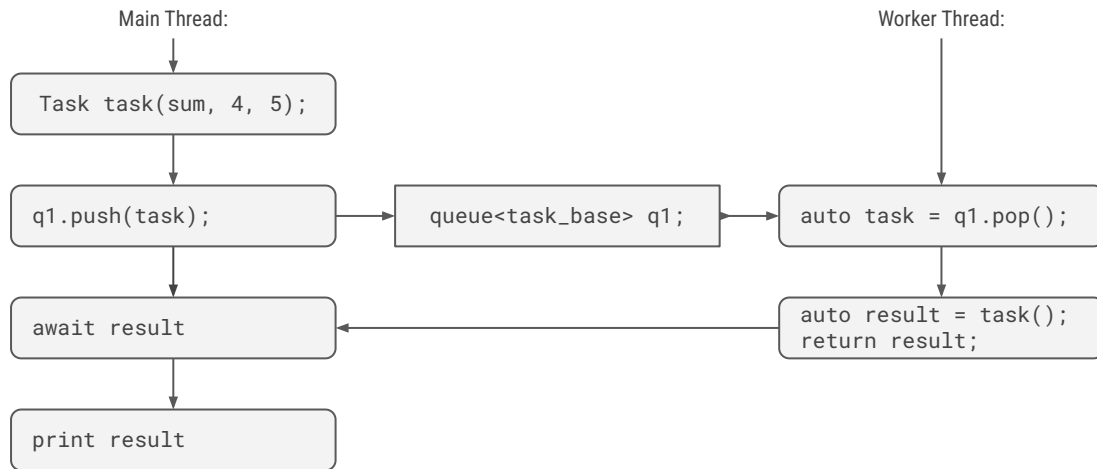 Main Thread:
Worker Thread:
Task task(sum, 4, 5);
q1.push(task);
queue<task_base> q1;
auto task = q1.pop();
await result
auto result = task();
return result;
print result